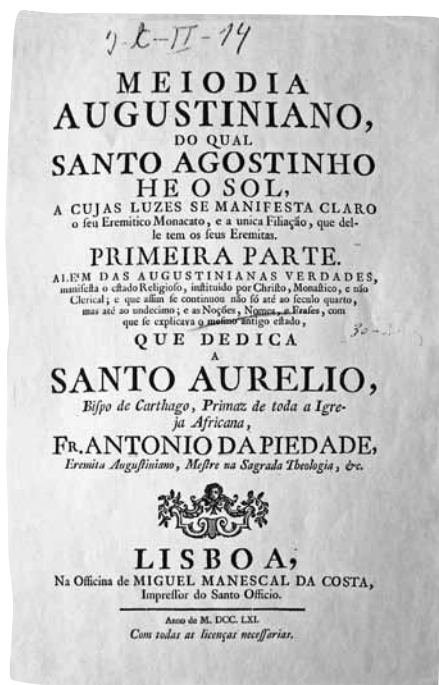 MEIODIA
AUGUSTINIANO,
DO QUAL
SANTO AGOSTINHO
HE O SOL,
A CUJAS LUZES SE MANIFESTA CLARO
o ſeu Eremitico Monacato, e a unica Filiação, que del-
le tem os ſeus Eremitas.
PRIMEIRA PARTE.
ALEM DAS AUGUSTINIANAS VERDADES,
manifeſta o eſtado Religioſo, inſtituido por Chriſto, Monaſtico, e não
Clerical; e que aſſim ſe continuou não ſó até ao ſeculo quarto,
mas até ao undecimo; e as Noções, Nomes, e Fraſes, com
que ſe explicava o meſmo antigo eſtado,
QUE DEDICA
A
SANTO AURELIO,
Biſpo de Carthago, Primaz de toda a Igre-
ja Africana,
FR. ANTONIO DA PIEDADE,
Eremita Auguſtiniano, Meſtre na Sagrada Theologia, &c.
LISBOA,
Na Officina de MIGUEL MANESCAL DA COSTA,
Impreſſor do Santo Officio.
Anno de M. DCC. LXI.
Com todas as licenças neceſſarias.